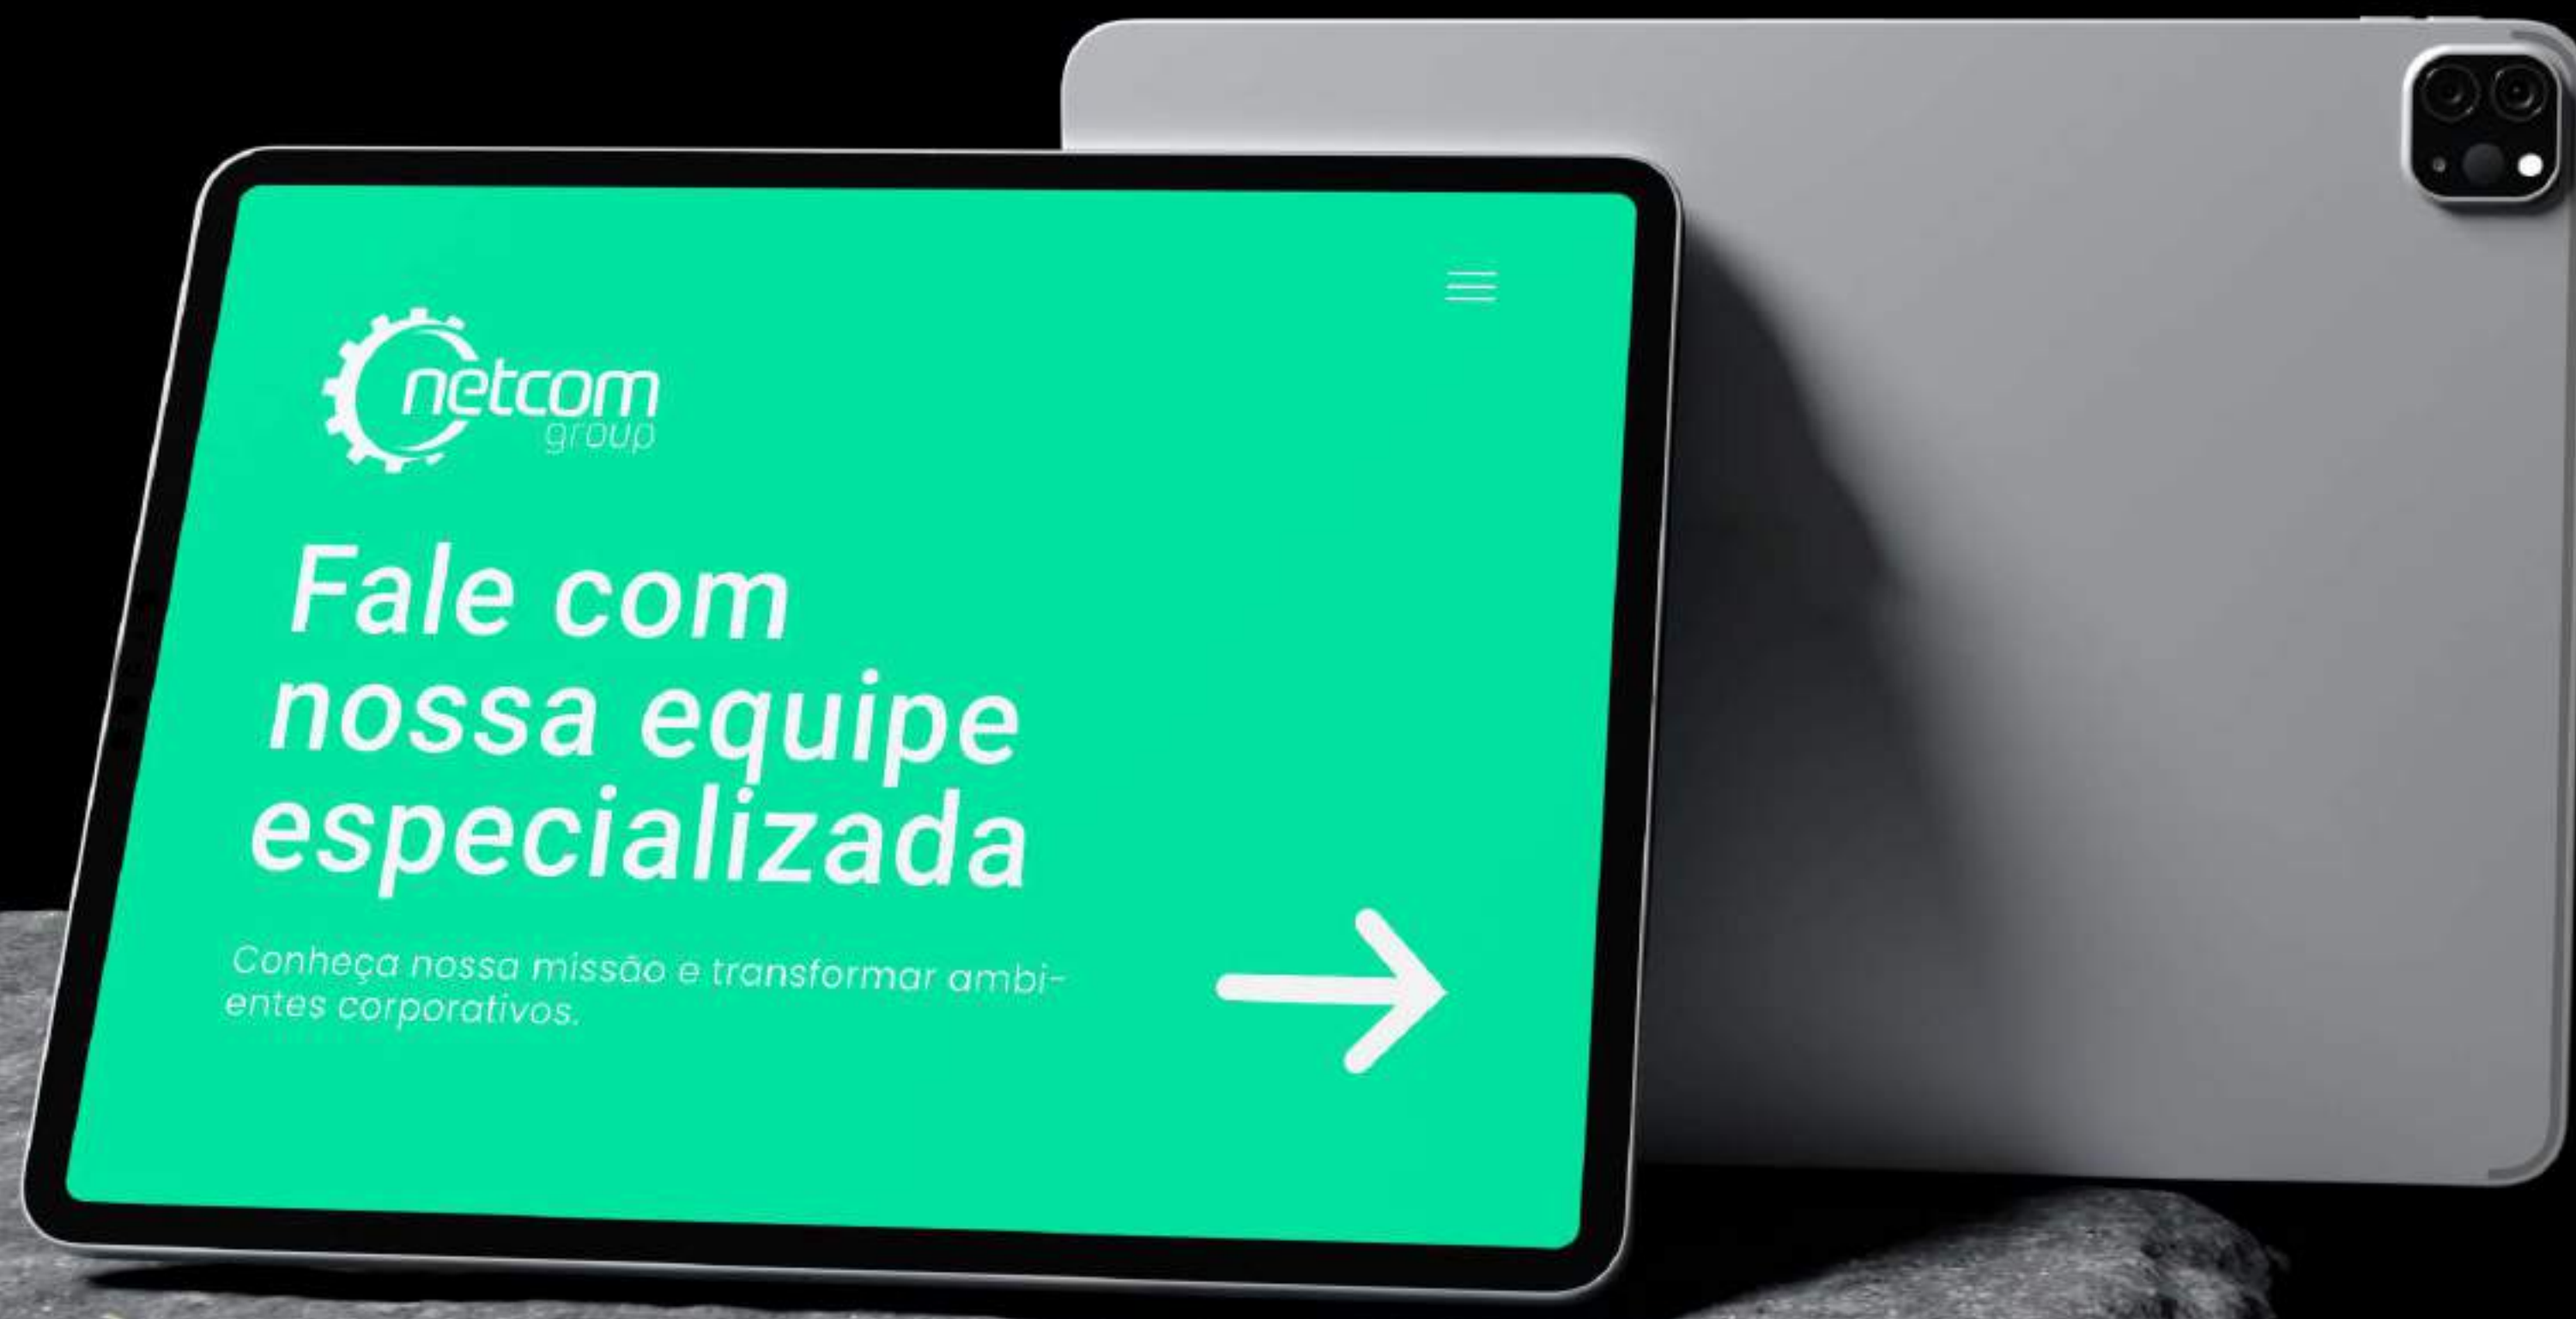 netcom
group
Fale com
nossa equipe
especializada
Conheça nossa missão e transformar ambi-
entes corporativos.